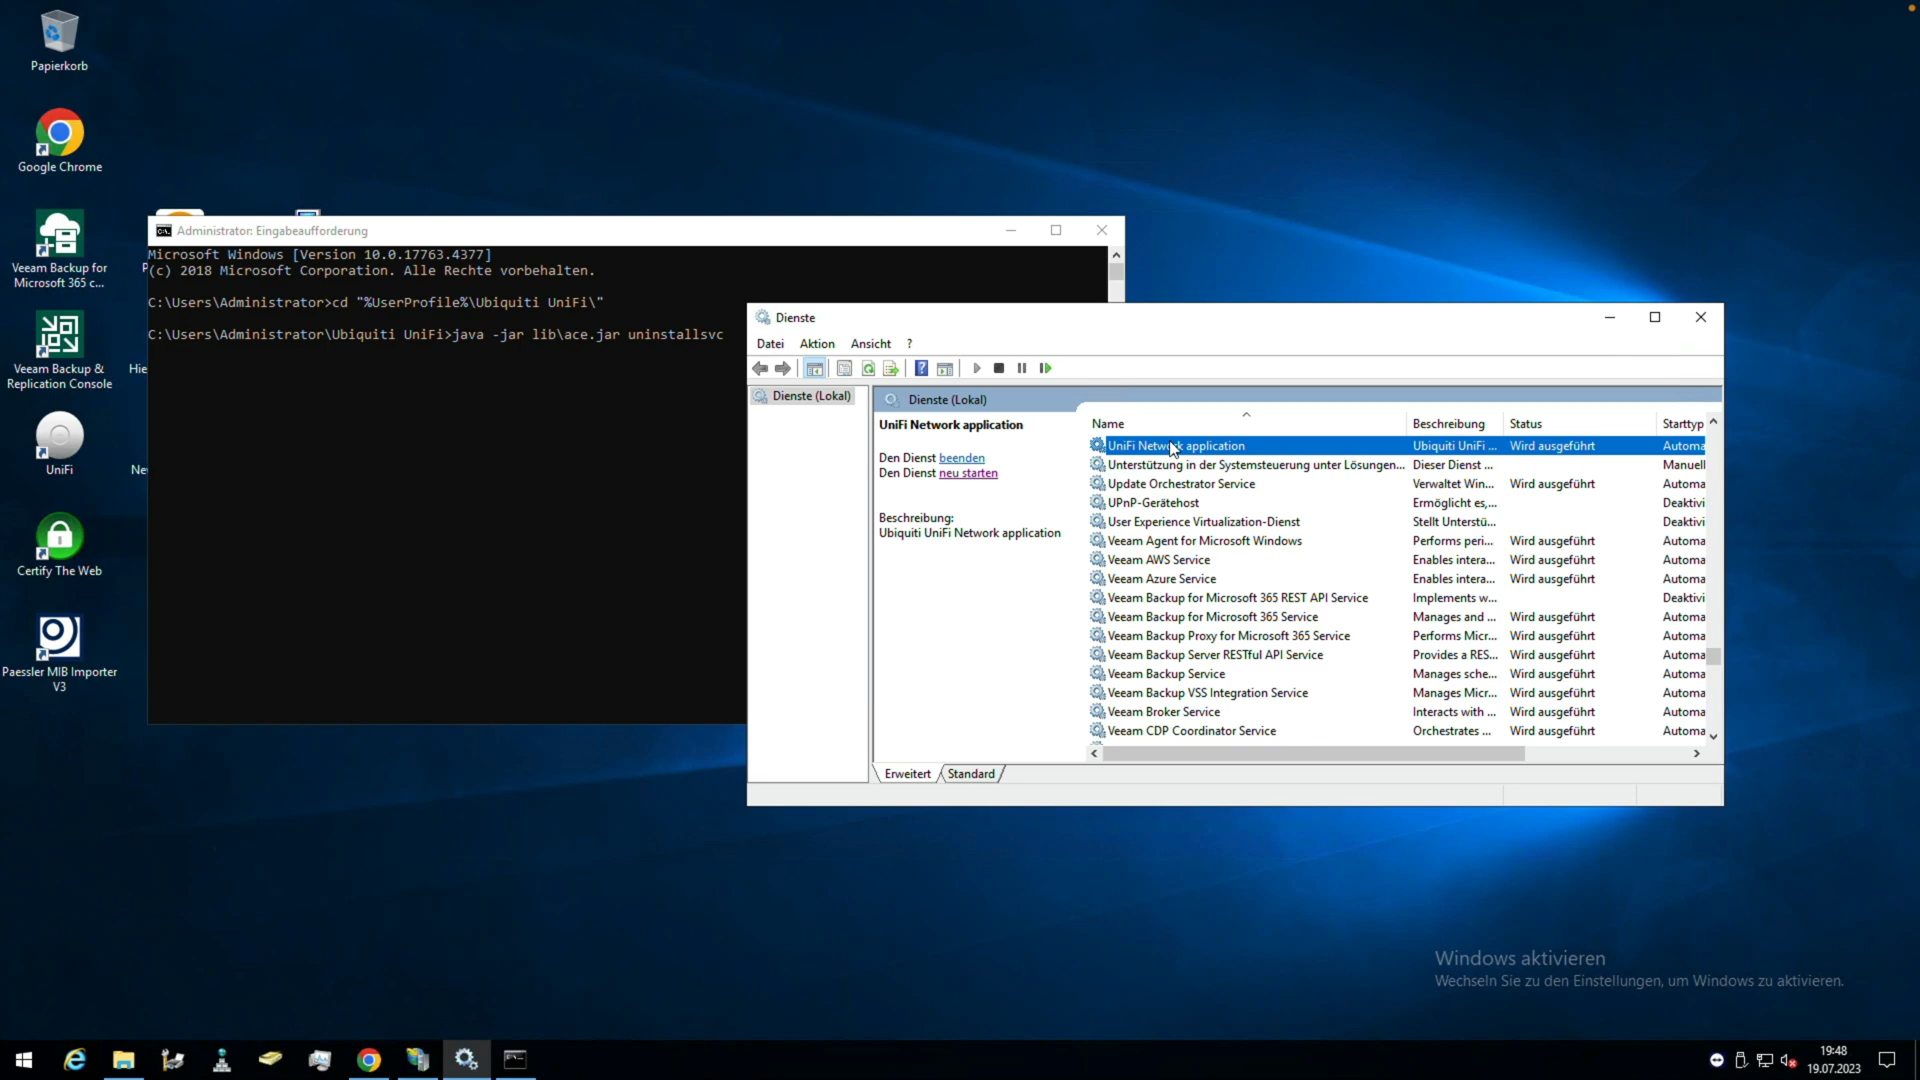 Papierkorb
Google Chrome
Veeam Backup for
Microsoft 365 c...
Veeam Backup &
Replication Console
Hie
UniFi
Ne
Certify The Web
Paessler MIB Importer
V3
Administrator: Eingabeaufforderung
Microsoft Windows [Version 10.0.17763.4377]
(c) 2018 Microsoft Corporation. Alle Rechte vorbehalten.
C:\Users\Administrator>cd "%UserProfile%\Ubiquiti UniFi\"
C:\Users\Administrator\Ubiquiti UniFi>java -jar lib\ace.jar uninstallsvc
Dienste
Datei Aktion Ansicht ?
Dienste (Lokal)
Dienste (Lokal)
UniFi Network application
Den Dienst beenden
Den Dienst neu starten
Beschreibung:
Ubiquiti UniFi Network application
Name Beschreibung Status Starttyp
UniFi Network application Ubiquiti UniFi ... Wird ausgeführt Automa
Unterstützung in der Systemsteuerung unter Lösungen... Dieser Dienst ... Manuell
Update Orchestrator Service Verwaltet Win... Wird ausgeführt Automa
UPnP-Gerätehost Ermöglicht es,... Deaktivi
User Experience Virtualization-Dienst Stellt Unterstü... Deaktivi
Veeam Agent for Microsoft Windows Performs peri... Wird ausgeführt Automa
Veeam AWS Service Enables intera... Wird ausgeführt Automa
Veeam Azure Service Enables intera... Wird ausgeführt Automa
Veeam Backup for Microsoft 365 REST API Service Implements w... Deaktivi
Veeam Backup for Microsoft 365 Service Manages and ... Wird ausgeführt Automa
Veeam Backup Proxy for Microsoft 365 Service Performs Micr... Wird ausgeführt Automa
Veeam Backup Server RESTful API Service Provides a RES... Wird ausgeführt Automa
Veeam Backup Service Manages sche... Wird ausgeführt Automa
Veeam Backup VSS Integration Service Manages Micr... Wird ausgeführt Automa
Veeam Broker Service Interacts with ... Wird ausgeführt Automa
Veeam CDP Coordinator Service Orchestrates ... Wird ausgeführt Automa
Erweitert Standard
Windows aktivieren
Wechseln Sie zu den Einstellungen, um Windows zu aktivieren.
19:48
19.07.2023